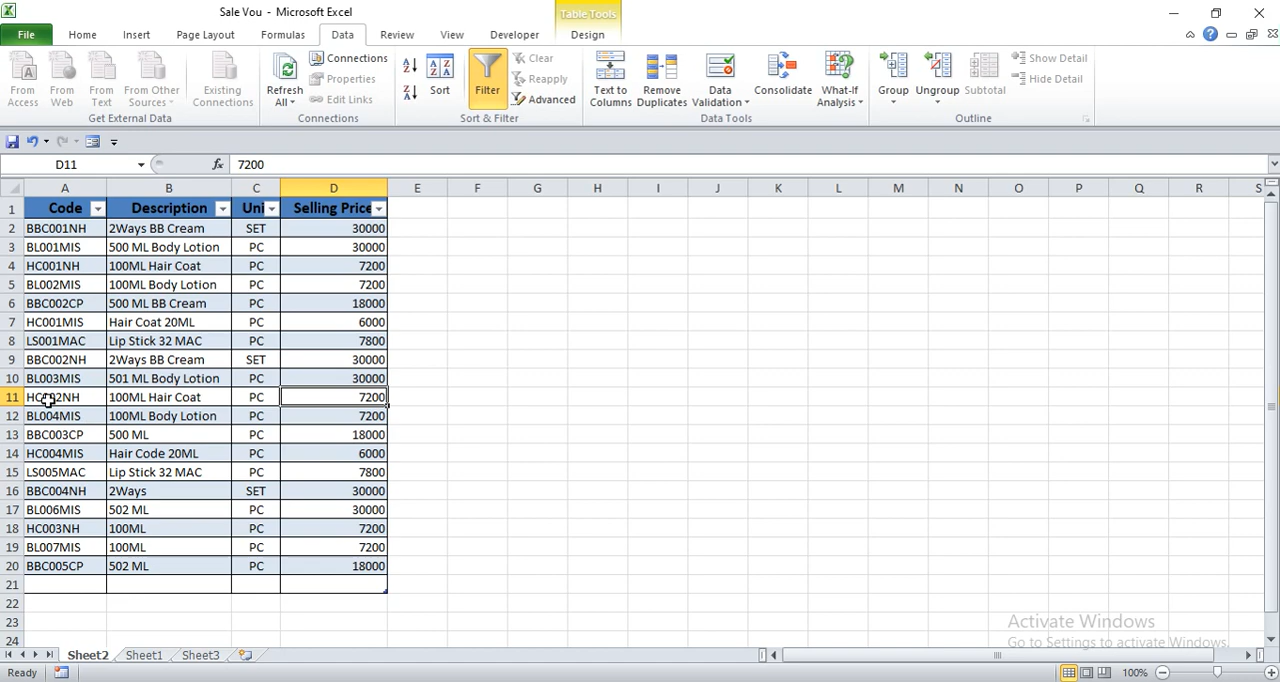 Sale Vou - Microsoft Excel
Table Tools
File Home Insert Page Layout Formulas Data Review View Developer Design
From Access
From Web
From Text
From Other Sources
Existing Connections
Get External Data
Refresh All
Connections
Properties
Edit Links
Connections
Sort
Filter
Clear
Reapply
Advanced
Sort & Filter
Text to Columns
Remove Duplicates
Data Validation
Consolidate
What-If Analysis
Data Tools
Group
Ungroup
Subtotal
Show Detail
Hide Detail
Outline
D11 fx 7200
A B C D E F G H I J K L M N O P Q R S
1 Code Description Uni Selling Price
2 BBC001NH 2Ways BB Cream SET 30000
3 BL001MIS 500 ML Body Lotion PC 30000
4 HC001NH 100ML Hair Coat PC 7200
5 BL002MIS 100ML Body Lotion PC 7200
6 BBC002CP 500 ML BB Cream PC 18000
7 HC001MIS Hair Coat 20ML PC 6000
8 LS001MAC Lip Stick 32 MAC PC 7800
9 BBC002NH 2Ways BB Cream SET 30000
10 BL003MIS 501 ML Body Lotion PC 30000
11 HC002NH 100ML Hair Coat PC 7200
12 BL004MIS 100ML Body Lotion PC 7200
13 BBC003CP 500 ML PC 18000
14 HC004MIS Hair Code 20ML PC 6000
15 LS005MAC Lip Stick 32 MAC PC 7800
16 BBC004NH 2Ways SET 30000
17 BL006MIS 502 ML PC 30000
18 HC003NH 100ML PC 7200
19 BL007MIS 100ML PC 7200
20 BBC005CP 502 ML PC 18000
21
22
23
24
Activate Windows
Go to Settings to activate Windows.
Sheet2 Sheet1 Sheet3
Ready 100%